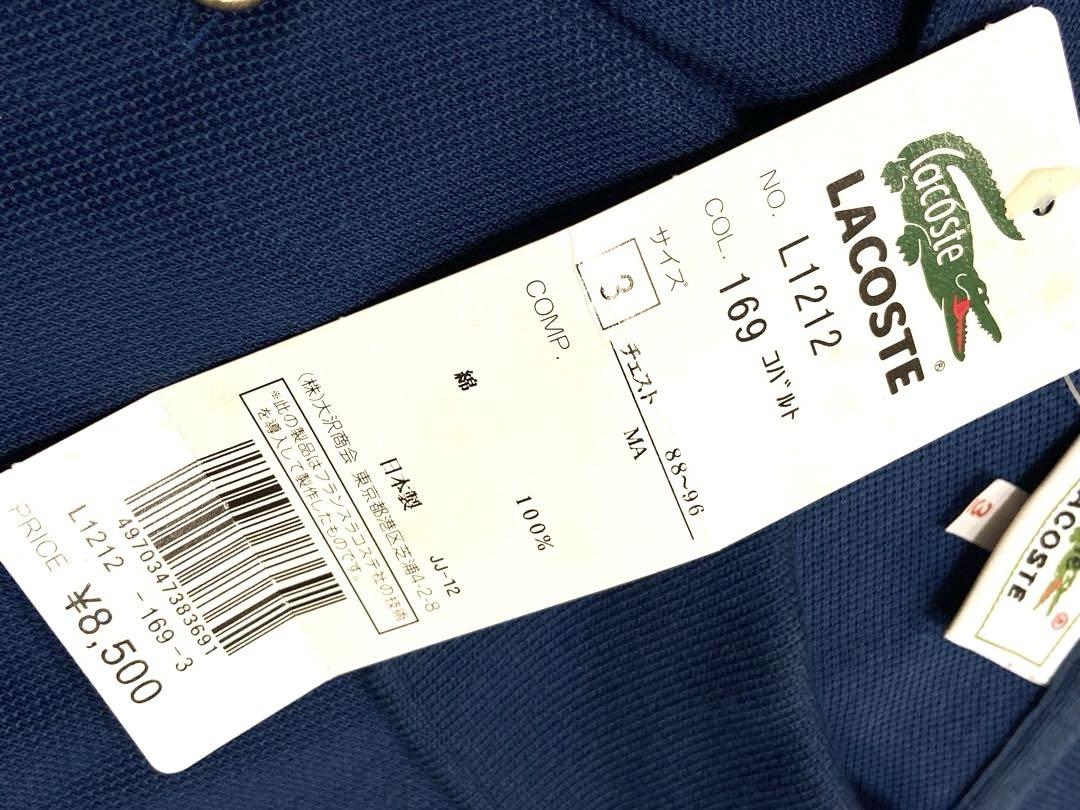 Lacoste
LACOSTE®
NO. L1212
COL. 169 コバルト
サイズ
3 チェスト 88〜96
MA
COMP.
綿 100%
日本製 JJ-12
(株)大沢商会 東京都港区芝浦4-2-8
※此の製品はフランスラコステ社の技術
を導入して製作したものです。
4970347383691
L1212 - 169-3
PRICE ¥8,500
3
LACOSTE